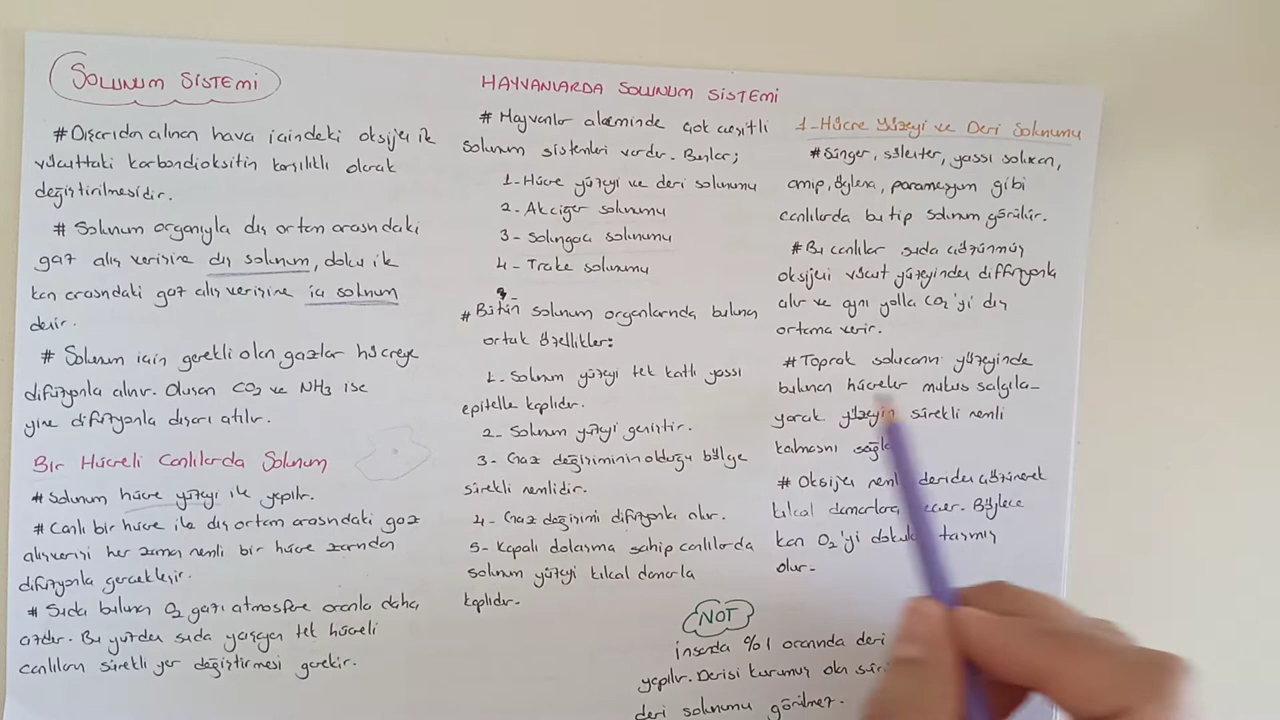 SOLUNUM SİSTEMİ
# Dışarıdan alınan hava içindeki oksijen ile
vücuttaki karbondioksitin karşılıklı olarak
değiştirilmesidir.
# Solunum organıyla dış ortam arasındaki
gaz alış verişine dış solunum, doku ile
kan arasındaki gaz alış verişine iç solunum
denir.
# Solunum için gerekli olan gazlar hücreye
difüzyonla alınır. Oluşan CO2 ve NH3 ise
yine difüzyonla dışarı atılır.
Bir Hücreli Canlılarda Solunum
# Solunum hücre yüzeyi ile yapılır.
# Canlı bir hücre ile dış ortam arasındaki gaz
alışverişi her zaman nemli bir hücre zarından
difüzyonla gerçekleşir.
# Suda bulunan O2 gazı atmosfere oranla daha
azdır. Bu yüzden suda yaşayan tek hücreli
canlıların sürekli yer değiştirmesi gerekir.
HAYVANLARDA SOLUNUM SİSTEMİ
# Hayvanlar aleminde çok çeşitli
solunum sistemleri vardır. Bunlar;
1- Hücre yüzeyi ve deri solunumu
2- Akciğer solunumu
3- Solungaç solunumu
4- Trake solunumu
# Bütün solunum organlarında bulunan
ortak özellikler:
1- Solunum yüzeyi tek katlı yassı
epitelle kaplıdır.
2- Solunum yüzeyi geniştir.
3- Gaz değişiminin olduğu bölge
sürekli nemlidir.
4- Gaz değişimi difüzyonla olur.
5- Kapalı dolaşıma sahip canlılarda
solunum yüzeyi kılcal damarla
kaplıdır.
1-Hücre Yüzeyi ve Deri Solunumu
# Sünger, sölenter, yassı solucan,
amip, öglena, paramesyum gibi
canlılarda bu tip solunum görülür.
# Bu canlılar suda çözünmüş
oksijeni vücut yüzeyinden diffüzyonla
alır ve aynı yolla CO2'yi dış
ortama verir.
# Toprak solucanın yüzeyinde
bulunan hücreler mukus salgıla-
yarak yüzeyin sürekli nemli
kalmasını
# Oksijen deriden çözünerek
kılcal damarlara Böylece
kan O2'yi taşımış
olur.
NOT
İnsanda %1 oranında deri
yapılır. Derisi kurumuş olan
deri solunumu görülmez.